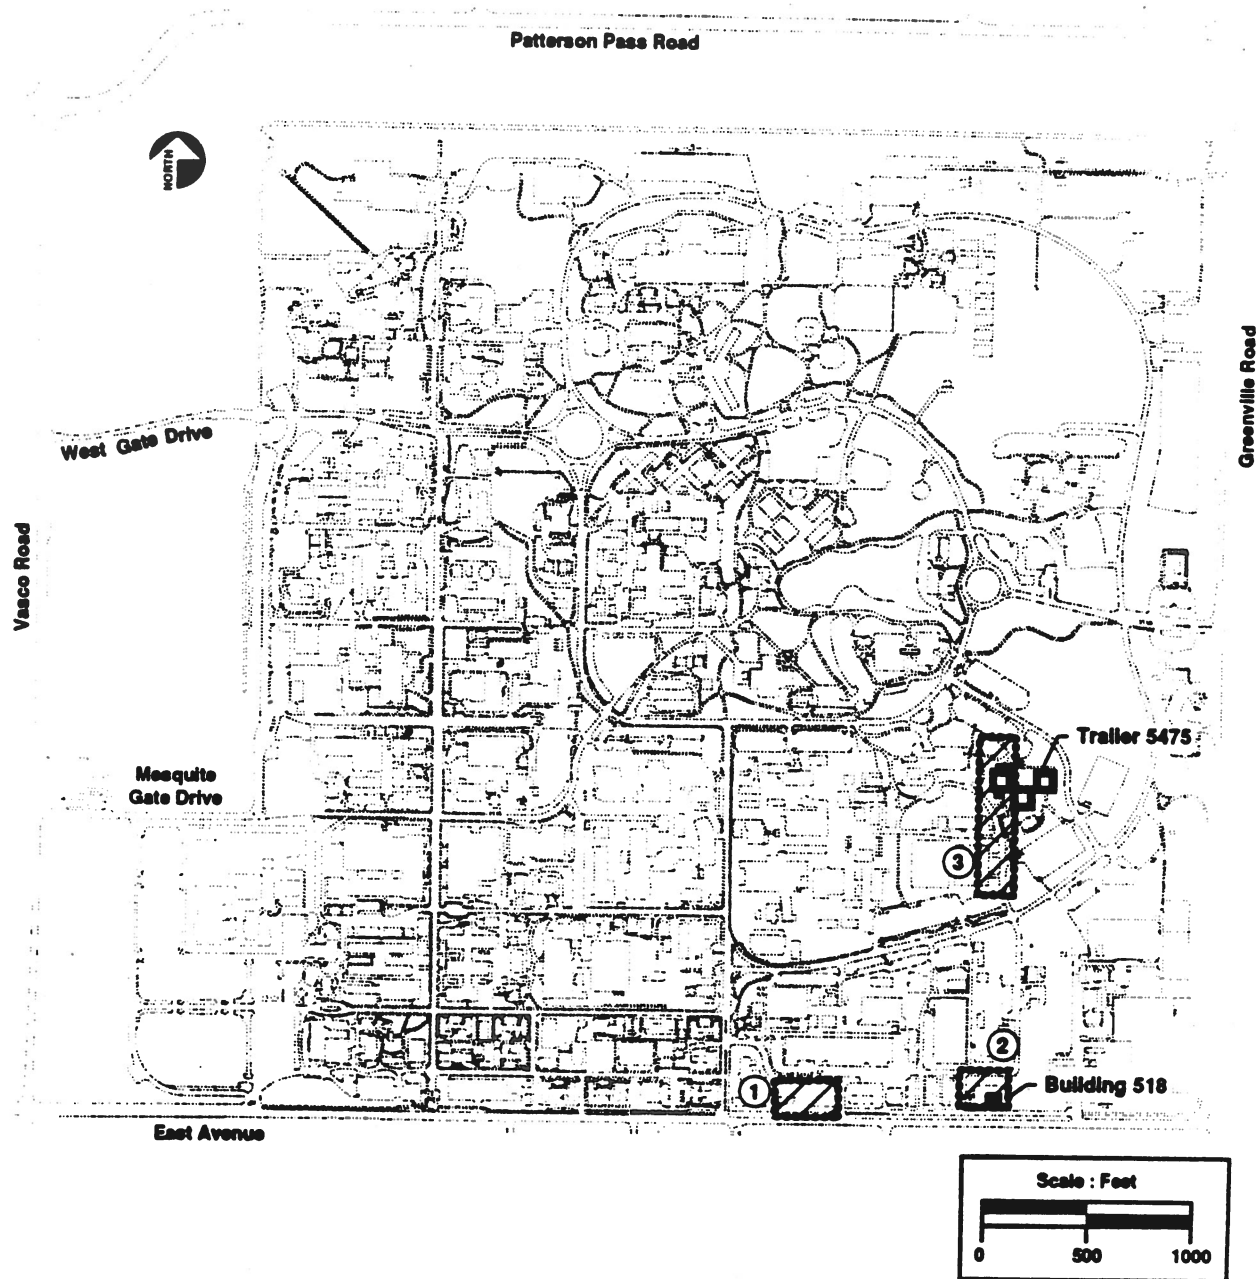 Patterson Pass Road
NORTH
West Gate Drive
Greenville Road
Vasco Road
Trailer 5475
Mesquite
Gate Drive
3
2
1
Building 518
East Avenue
Scale : Feet
0 500 1000